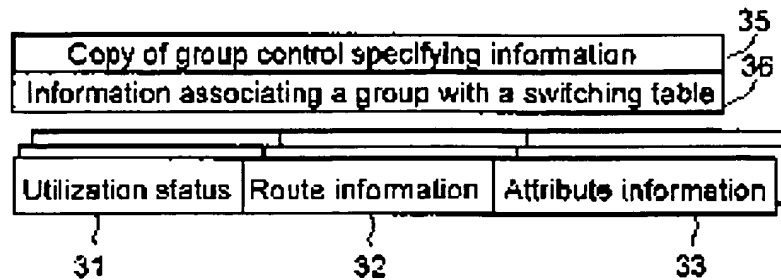 35
Copy of group control specifying information
36
Information associating a group with a switching table
Utilization status Route information Attribute information
31 32 33